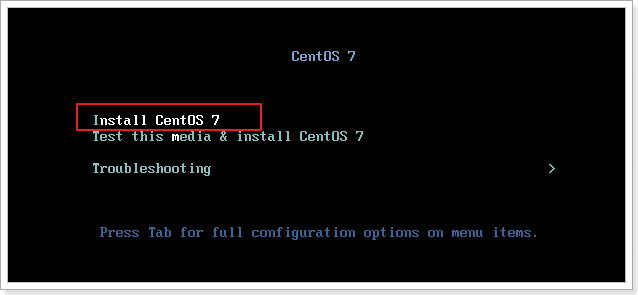 CentOS 7
Install CentOS 7
Test this media & install CentOS 7
Troubleshooting >
Press Tab for full configuration options on menu items.